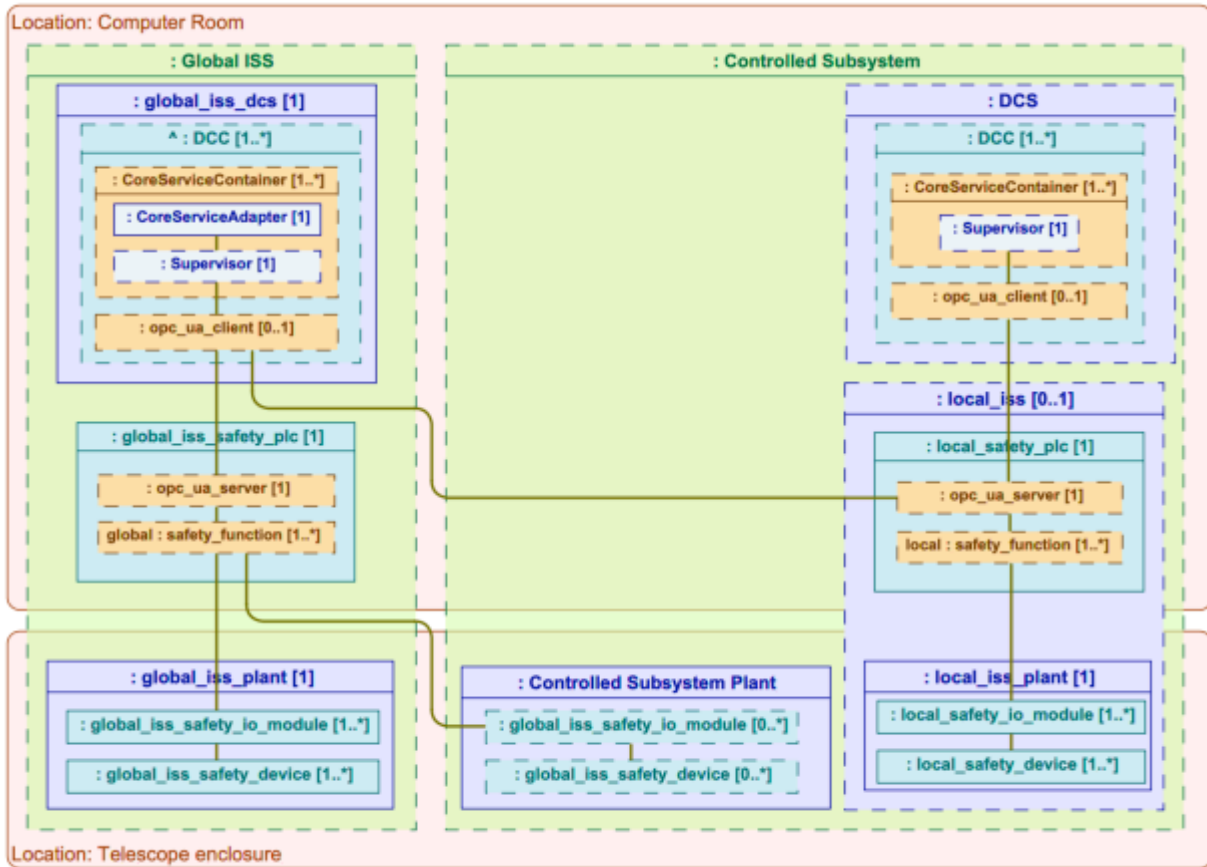 Location: Computer Room
: Global ISS
: global_iss_dcs [1]
^ : DCC [1..*]
: CoreServiceContainer [1..*]
: CoreServiceAdapter [1]
: Supervisor [1]
: opc_ua_client [0..1]
: global_iss_safety_plc [1]
: opc_ua_server [1]
global : safety_function [1..*]
: global_iss_plant [1]
: global_iss_safety_io_module [1..*]
: global_iss_safety_device [1..*]
: Controlled Subsystem
: DCS
: DCC [1..*]
: CoreServiceContainer [1..*]
: Supervisor [1]
: opc_ua_client [0..1]
: local_iss [0..1]
: local_safety_plc [1]
: opc_ua_server [1]
local : safety_function [1..*]
: Controlled Subsystem Plant
: global_iss_safety_io_module [0..*]
: global_iss_safety_device [0..*]
: local_iss_plant [1]
: local_safety_io_module [1..*]
: local_safety_device [1..*]
Location: Telescope enclosure